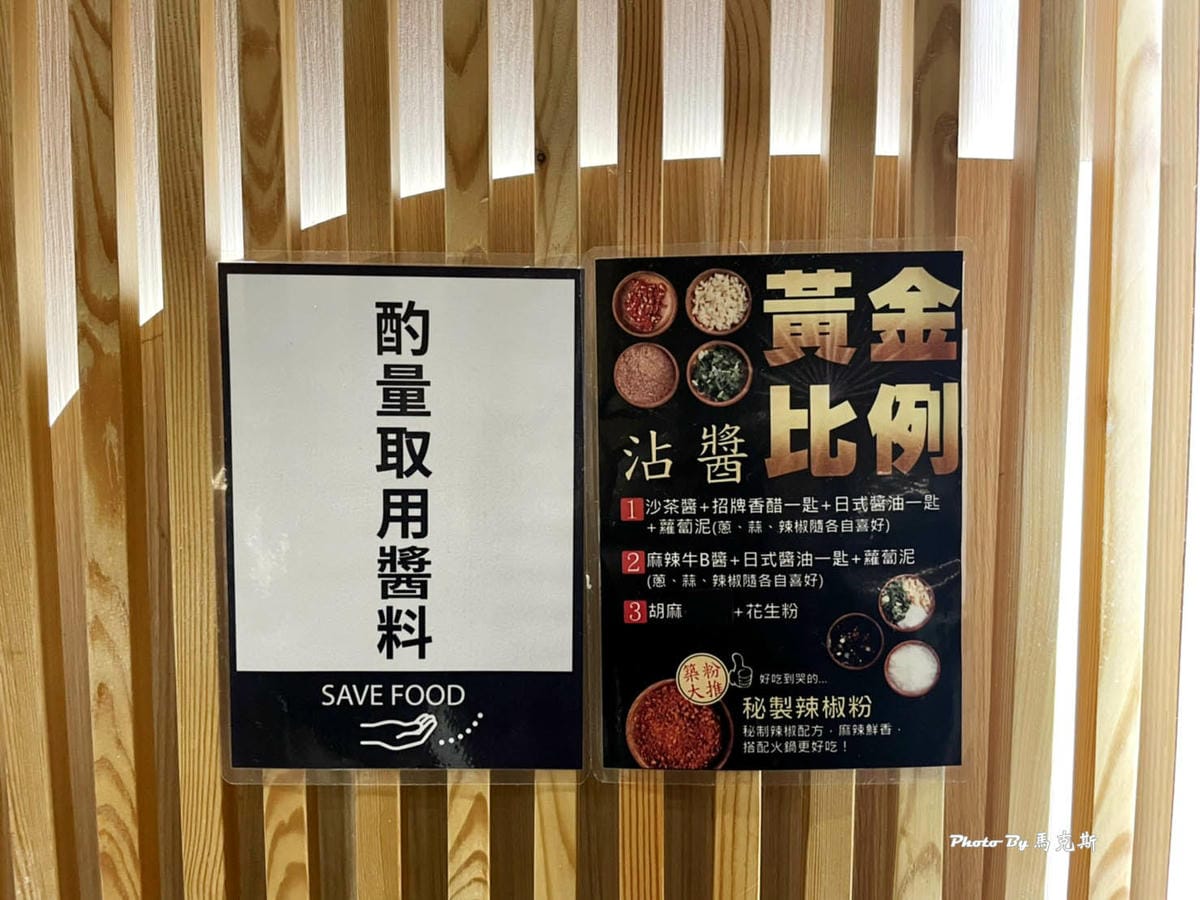 酌量取用醬料
SAVE FOOD
黃金
比例
沾醬
1 沙茶醬+招牌香醋一匙+日式醬油一匙
+蘿蔔泥(蔥、蒜、辣椒隨各自喜好)
2 麻辣牛B醬+日式醬油一匙+蘿蔔泥
(蔥、蒜、辣椒隨各自喜好)
3 胡麻 +花生粉
築粉
大推
好吃到哭的...
秘製辣椒粉
秘制辣椒配方，麻辣鮮香，
搭配火鍋更好吃！
Photo By 馬克斯